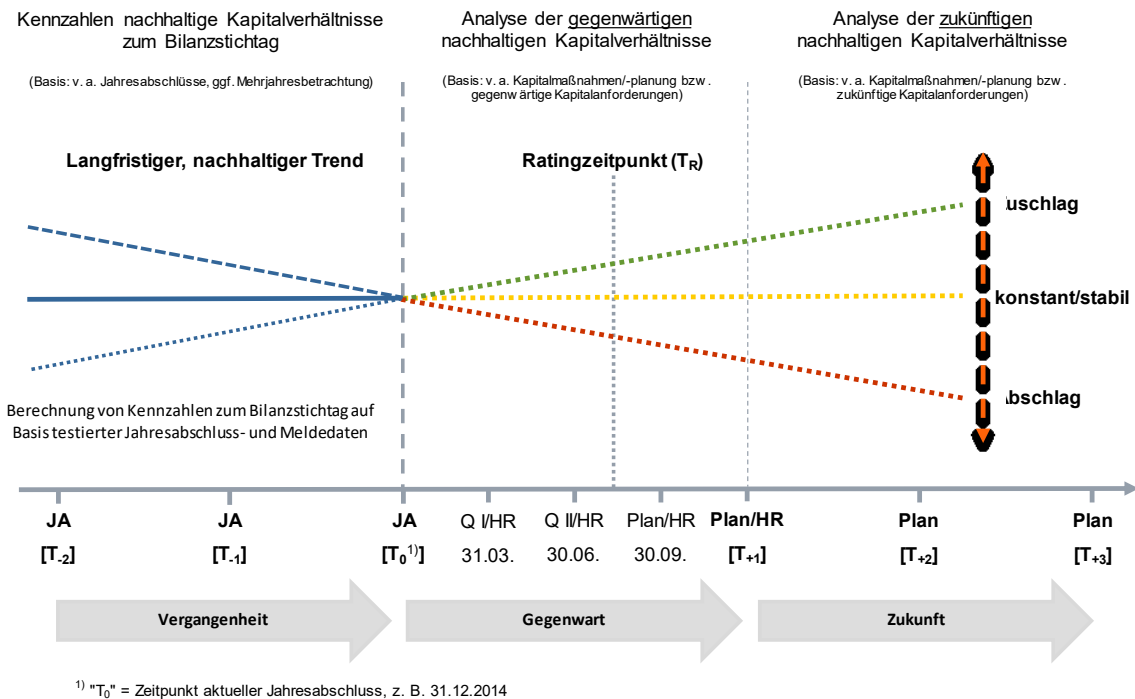 Kennzahlen nachhaltige Kapitalverhältnisse
zum Bilanzstichtag
(Basis: v. a. Jahresabschlüsse, ggf. Mehrjahresbetrachtung)
Analyse der gegenwärtigen
nachhaltigen Kapitalverhältnisse
(Basis: v. a. Kapitalmaßnahmen/-planung bzw.
gegenwärtige Kapitalanforderungen)
Analyse der zukünftigen
nachhaltigen Kapitalverhältnisse
(Basis: v. a. Kapitalmaßnahmen/-planung bzw.
zukünftige Kapitalanforderungen)
Langfristiger, nachhaltiger Trend
Ratingzeitpunkt (T_R)
uschlag
konstant/stabil
bschlag
Berechnung von Kennzahlen zum Bilanzstichtag auf
Basis testierter Jahresabschluss- und Meldedaten
JA JA JA Q I/HR Q II/HR Plan/HR Plan/HR Plan Plan
[T-2] [T-1] [T0 1)] 31.03. 30.06. 30.09. [T+1] [T+2] [T+3]
Vergangenheit Gegenwart Zukunft
1) "T0" = Zeitpunkt aktueller Jahresabschluss, z. B. 31.12.2014